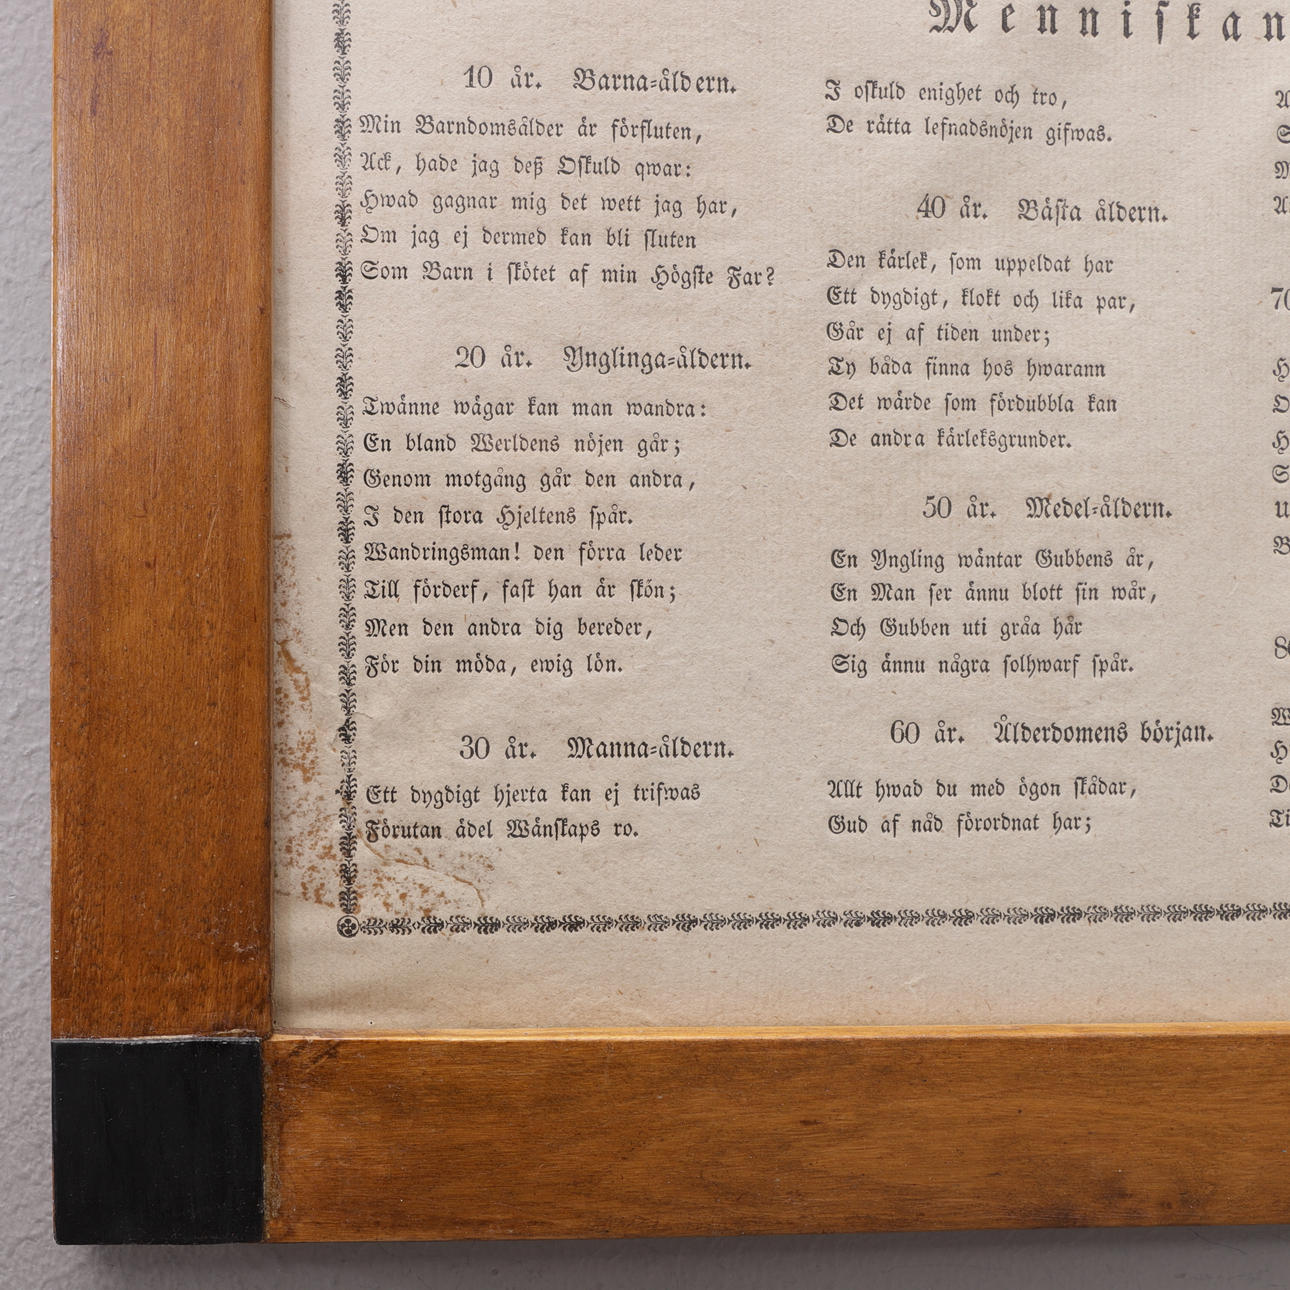 Menniskan
10 år. Barna-åldern.
Min Barndomsålder är förfluten,
Ack, hade jag deß Oskuld qwar:
Hwad gagnar mig det wett jag har,
Om jag ej dermed kan bli sluten
Som Barn i skötet af min Högste Far?
20 år. Ynglinga-åldern.
Twänne wägar kan man wandra:
En bland Werldens nöjen går;
Genom motgång går den andra,
I den stora Hjeltens spår.
Wandringsman! den förra leder
Till förderf, fast han är skön;
Men den andra dig bereder,
För din möda, ewig lön.
30 år. Manna-åldern.
Ett dygdigt hjerta kan ej trifwas
Förutan ädel Wänskaps ro.
I oskuld enighet och tro,
De rätta lefnadsnöjen gifwas.
40 år. Bästa åldern.
Den kärlek, som uppeldat har
Ett dygdigt, klokt och lika par,
Går ej af tiden under;
Ty båda finna hos hwarann
Det wärde som fördubbla kan
De andra kärleksgrunder.
50 år. Medel-åldern.
En Yngling wäntar Gubbens år,
En Man ser ännu blott sin wår,
Och Gubben uti gråa hår
Sig ännu några solhwarf spår.
60 år. Ålderdomens början.
Allt hwad du med ögon skådar,
Gud af nåd förordnat har;
70